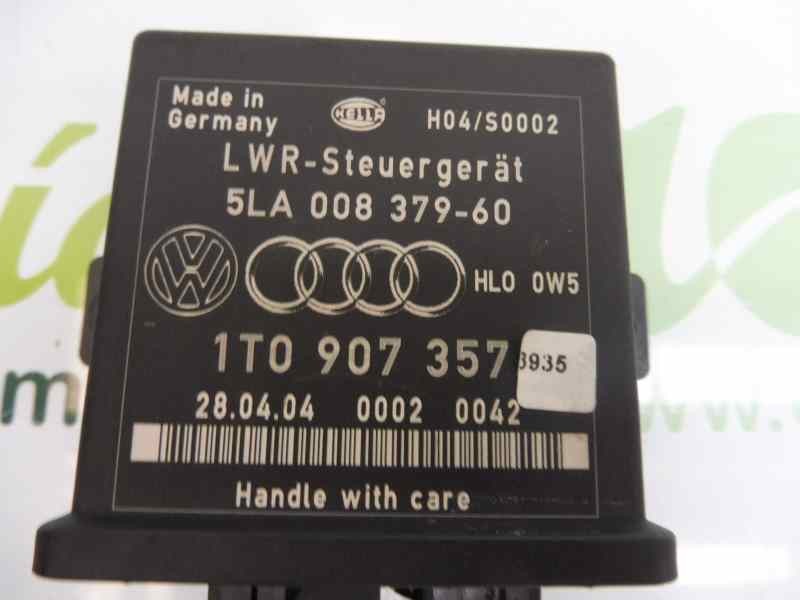 Made in
Germany
HELLA
H04/S0002
LWR-Steuergerät
5LA 008 379-60
HL0 0W5
1T0 907 357
3935
28.04.04 0002 0042
Handle with care